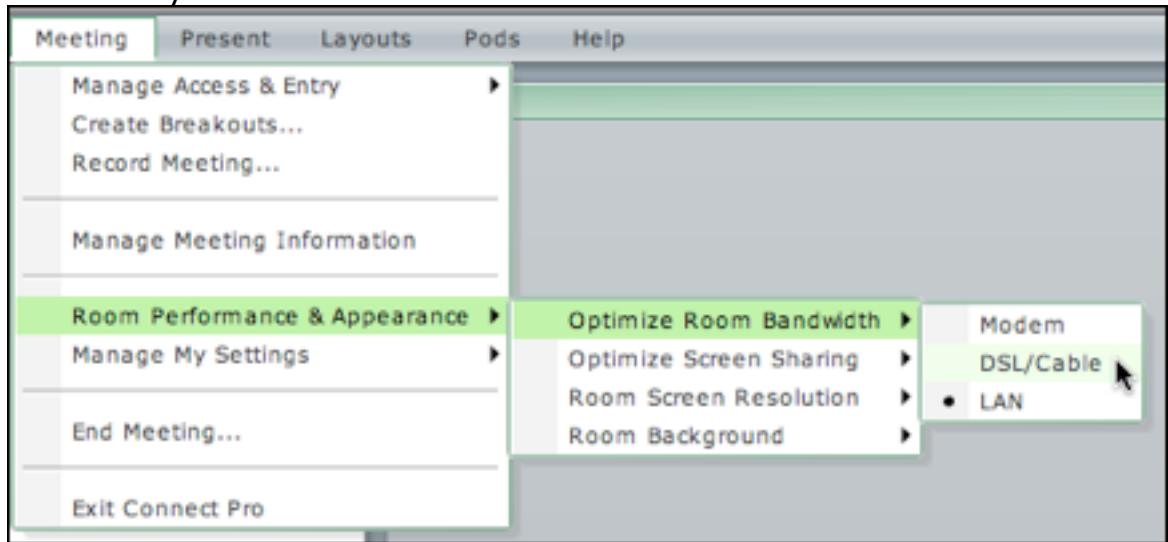 Meeting Present Layouts Pods Help
Manage Access & Entry
Create Breakouts...
Record Meeting...
Manage Meeting Information
Room Performance & Appearance
Manage My Settings
End Meeting...
Exit Connect Pro
Optimize Room Bandwidth
Optimize Screen Sharing
Room Screen Resolution
Room Background
Modem
DSL/Cable
LAN